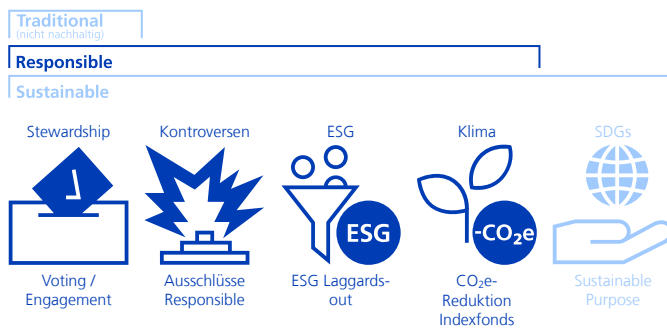 Traditional
(nicht nachhaltig)
Responsible
Sustainable
Stewardship
Kontroversen
ESG
Klima
SDGs
ESG
-CO₂e
Voting /
Engagement
Ausschlüsse
Responsible
ESG Laggards-
out
CO₂e-
Reduktion
Indexfonds
Sustainable
Purpose